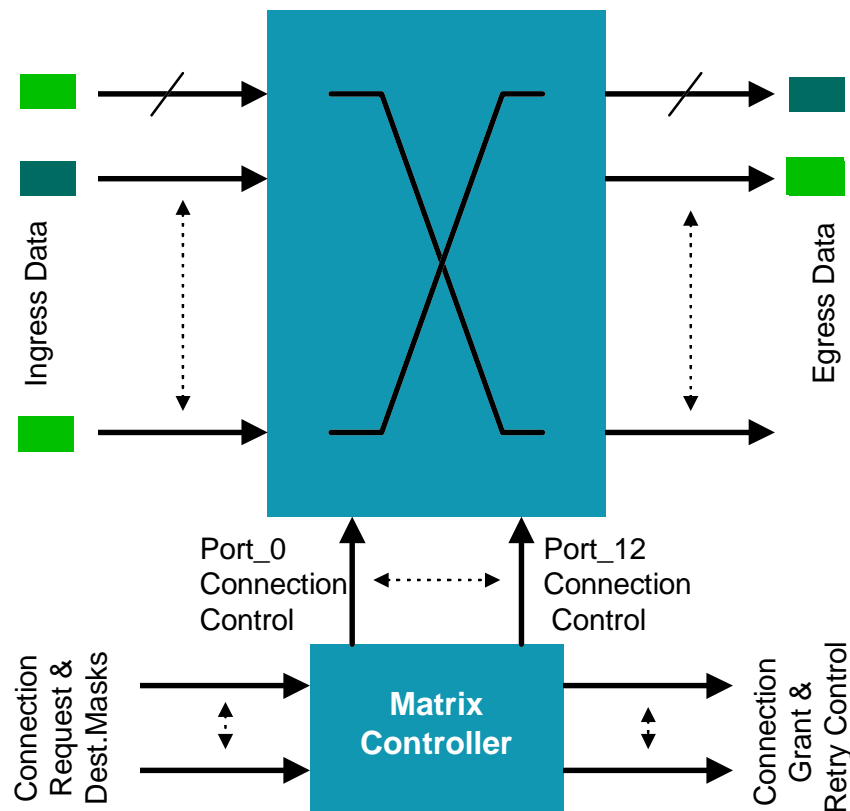 Ingress Data
Egress Data
Port_0
Connection
Control
Port_12
Connection
Control
Connection
Request &
Dest.Masks
Matrix
Controller
Connection
Grant &
Retry Control